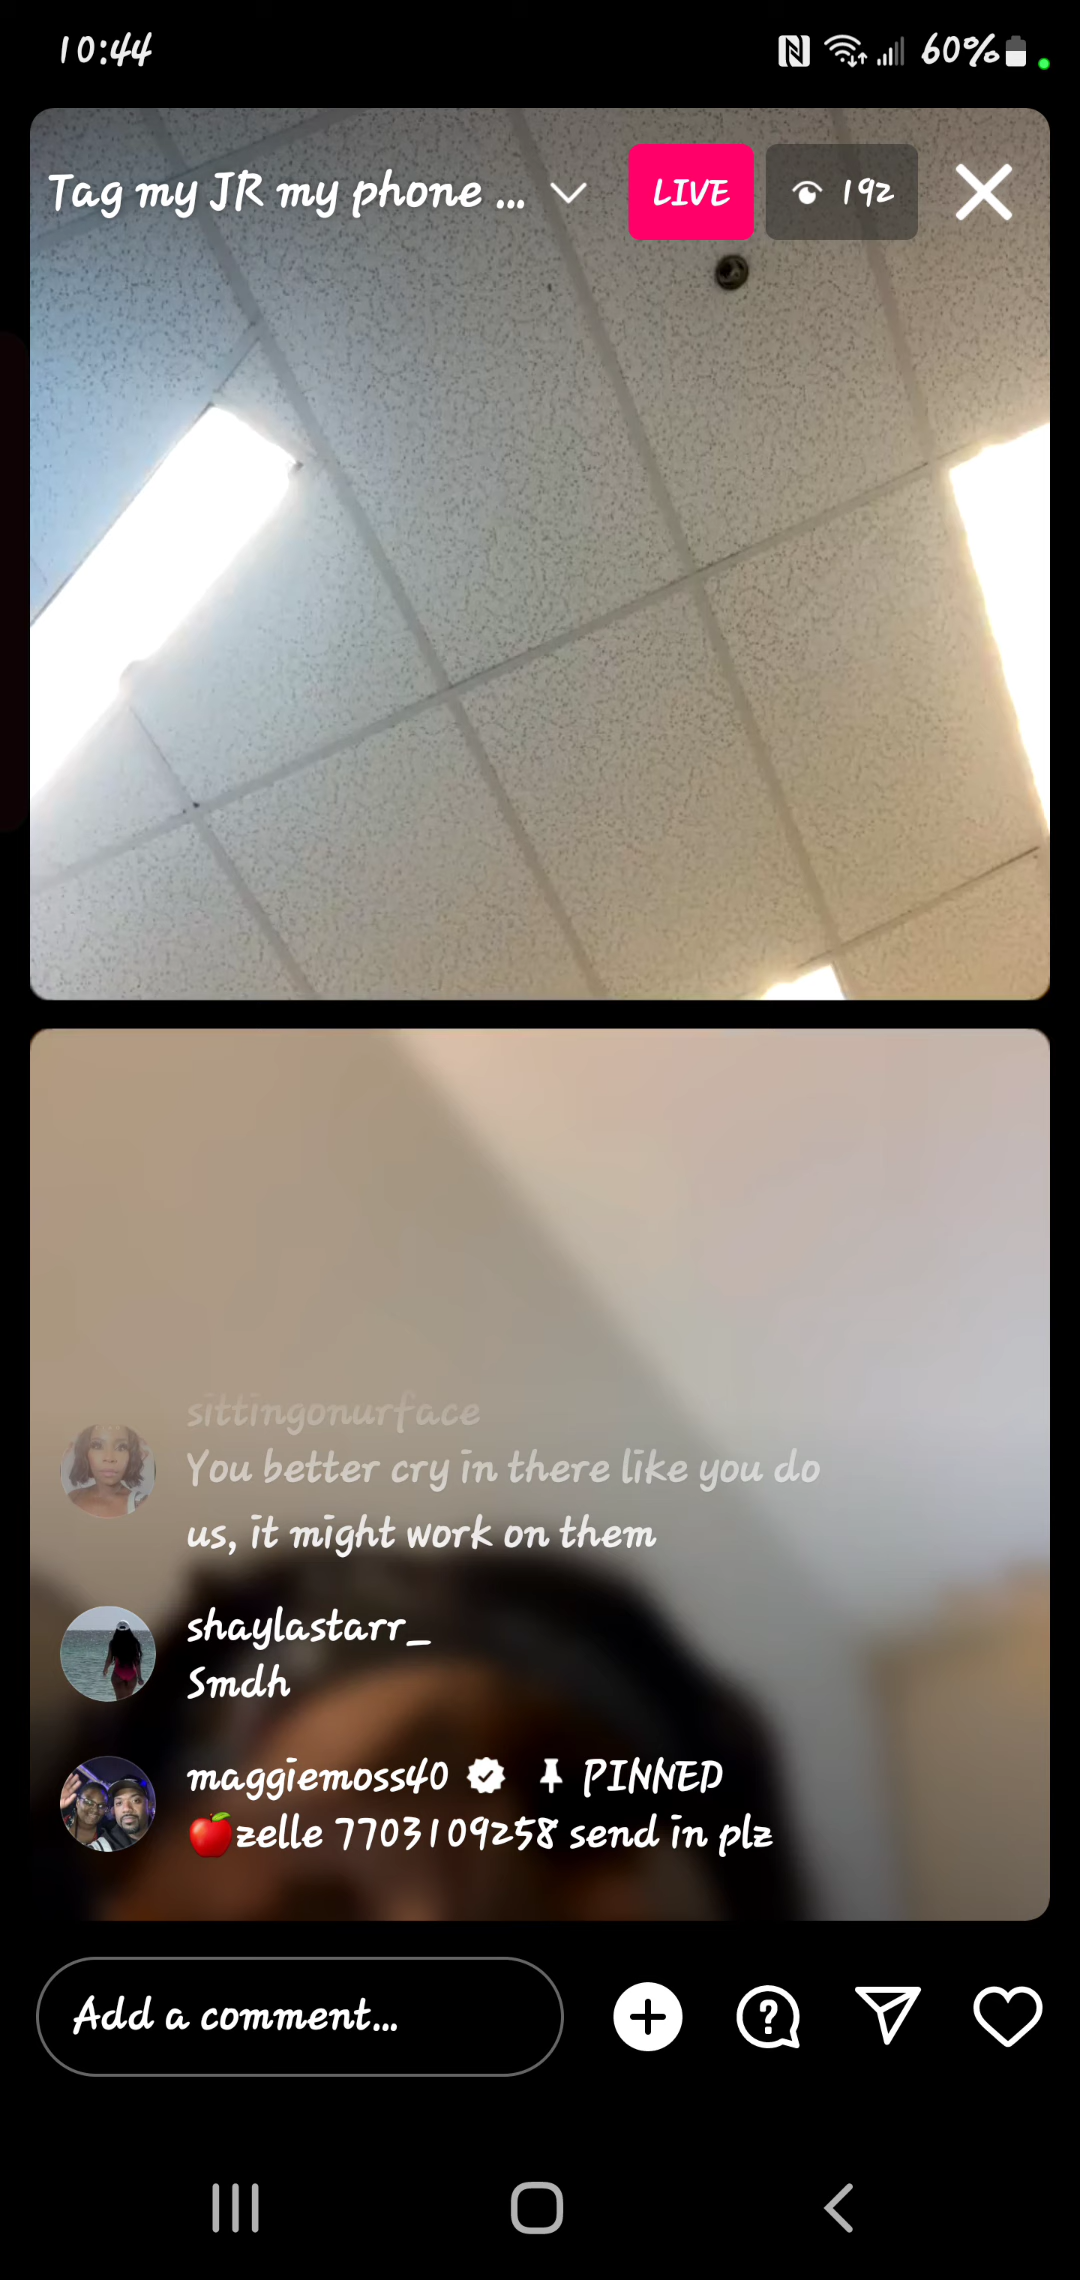 10:44
60%
Tag my JR my phone ...
LIVE
192
sittingonurface
You better cry in there like you do
us, it might work on them
shaylastarr_
Smdh
maggiemoss40 PINNED
🍎zelle 7703109258 send in plz
Add a comment...